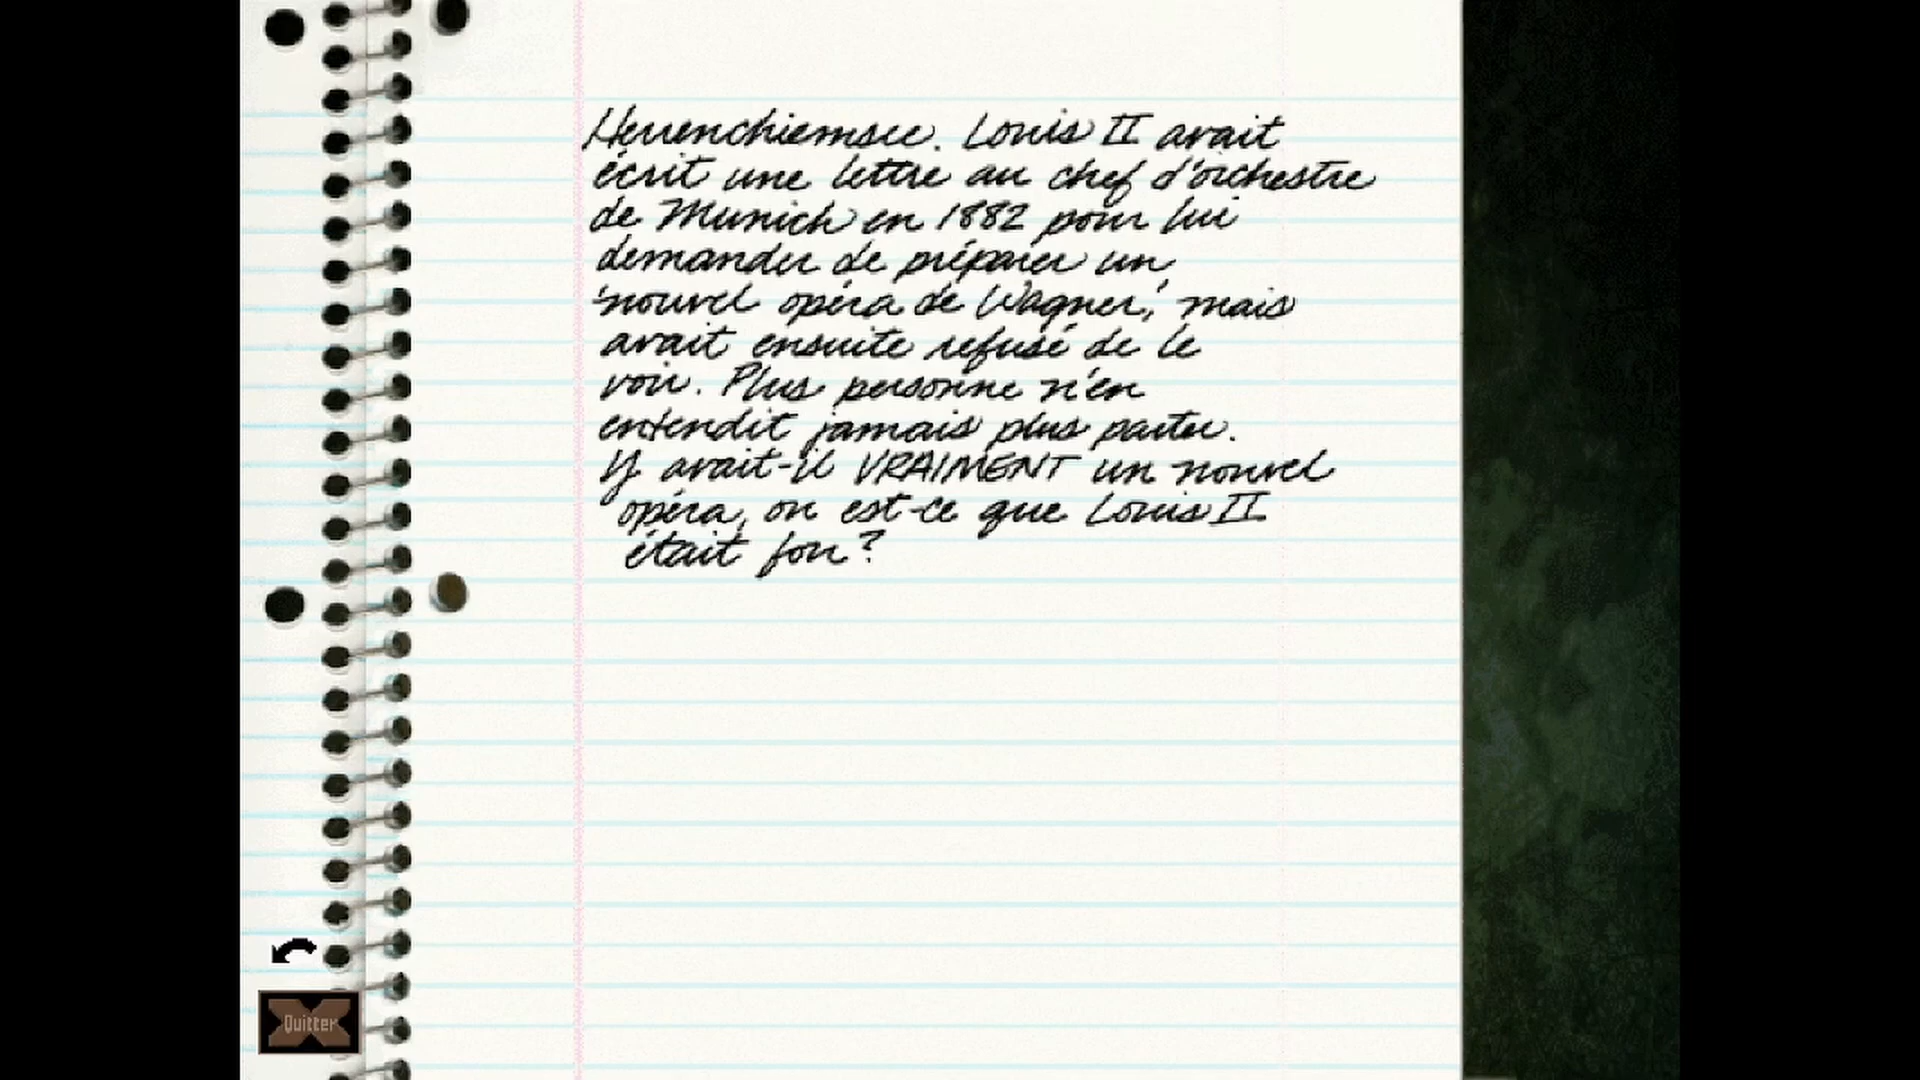 Herrenchiemsee. Louis II avait
écrit une lettre au chef d'orchestre
de Munich en 1882 pour lui
demander de préparer un
'nouvel opéra de Wagner,' mais
avait ensuite refusé de le
voir. Plus personne n'en
entendit jamais plus parler.
Y avait-il VRAIMENT un nouvel
opéra, ou est-ce que Louis II
était fou?
Quitter